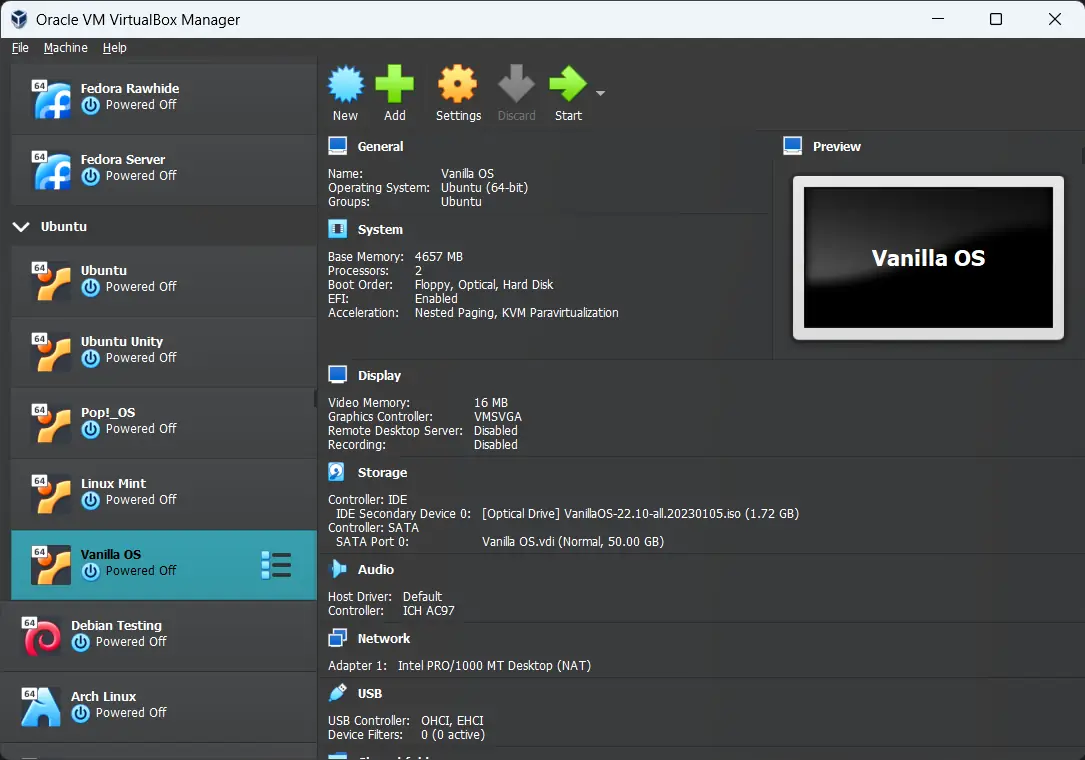 Oracle VM VirtualBox Manager
File Machine Help
64 Fedora Rawhide
Powered Off
64 Fedora Server
Powered Off
Ubuntu
64 Ubuntu
Powered Off
64 Ubuntu Unity
Powered Off
64 Pop!_OS
Powered Off
64 Linux Mint
Powered Off
64 Vanilla OS
Powered Off
64 Debian Testing
Powered Off
64 Arch Linux
Powered Off
New Add Settings Discard Start
General
Name: Vanilla OS
Operating System: Ubuntu (64-bit)
Groups: Ubuntu
System
Base Memory: 4657 MB
Processors: 2
Boot Order: Floppy, Optical, Hard Disk
EFI: Enabled
Acceleration: Nested Paging, KVM Paravirtualization
Preview
Vanilla OS
Display
Video Memory: 16 MB
Graphics Controller: VMSVGA
Remote Desktop Server: Disabled
Recording: Disabled
Storage
Controller: IDE
IDE Secondary Device 0: [Optical Drive] VanillaOS-22.10-all.20230105.iso (1.72 GB)
Controller: SATA
SATA Port 0: Vanilla OS.vdi (Normal, 50.00 GB)
Audio
Host Driver: Default
Controller: ICH AC97
Network
Adapter 1: Intel PRO/1000 MT Desktop (NAT)
USB
USB Controller: OHCI, EHCI
Device Filters: 0 (0 active)